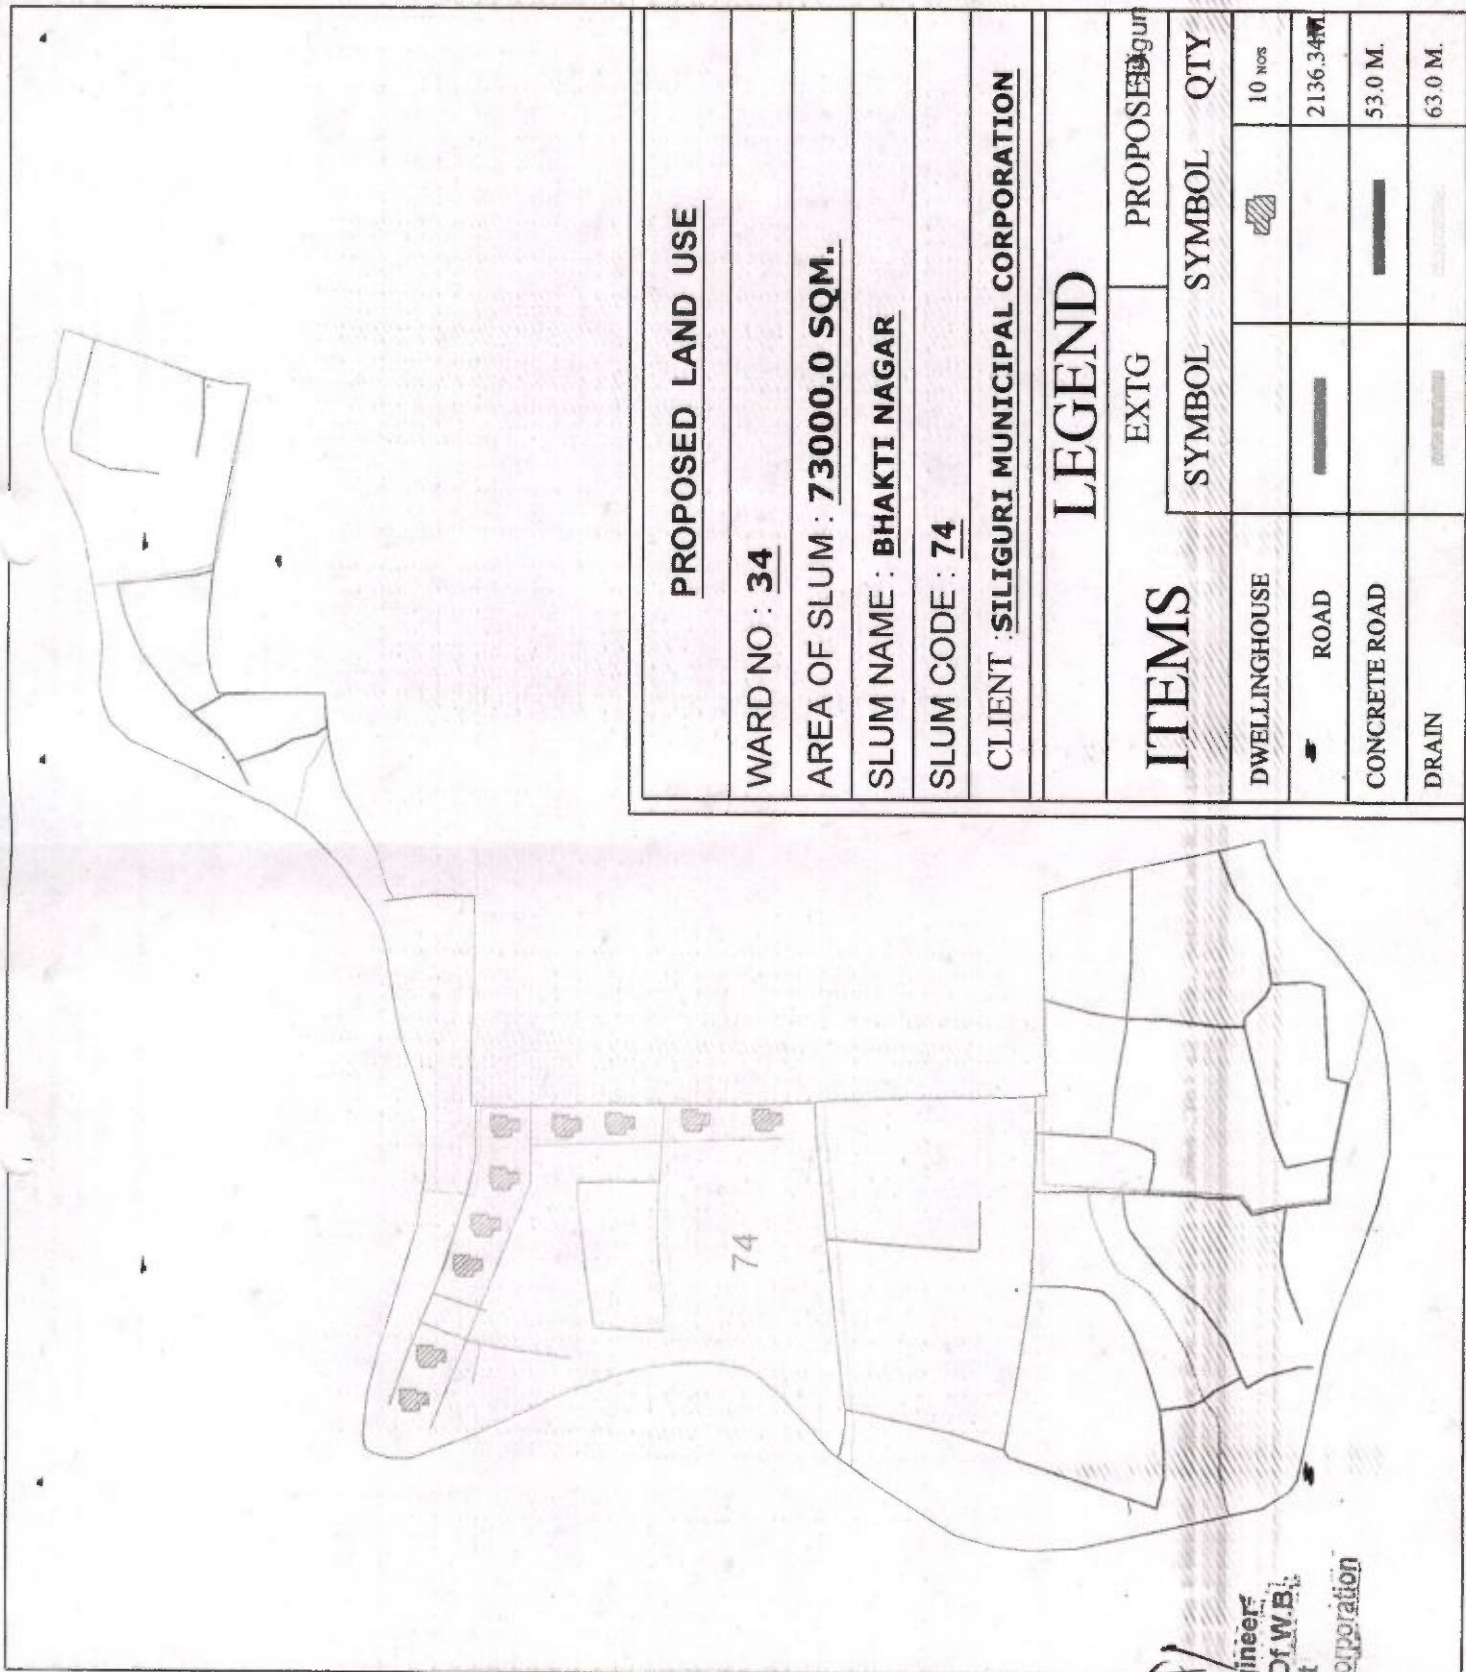 PROPOSED LAND USE
WARD NO : 34
AREA OF SLUM : 73000.0 SQM.
SLUM NAME : BHAKTI NAGAR
SLUM CODE : 74
CLIENT : SILIGURI MUNICIPAL CORPORATION
LEGEND
ITEMS EXTG PROPOSED
SYMBOL SYMBOL QTY
DWELLINGHOUSE 10 NOS
ROAD 2136.34M.
CONCRETE ROAD 53.0 M.
DRAIN 63.0 M.
74
ineer
Of W.B.
t
orporation